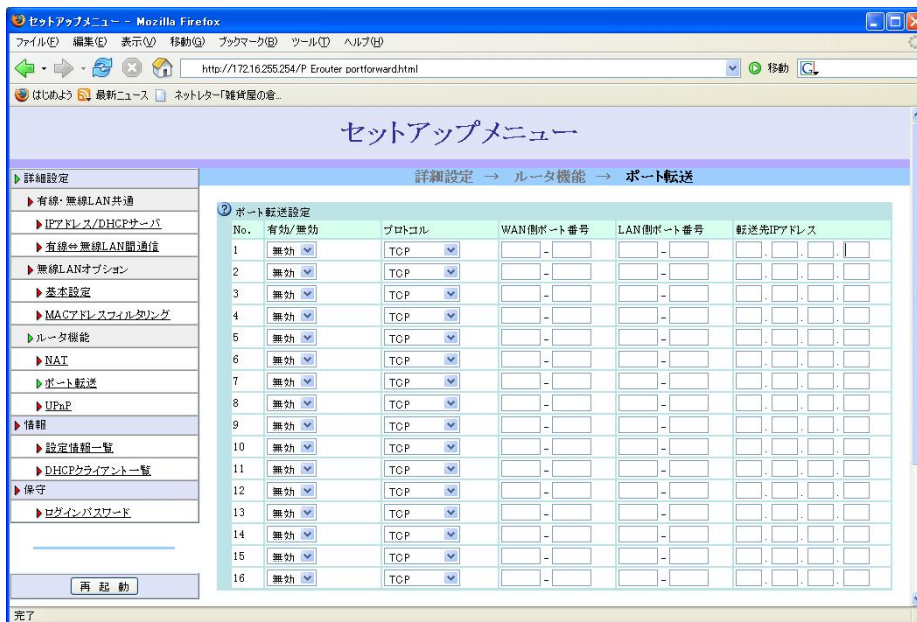 セットアップメニュー - Mozilla Firefox
ファイル(F) 編集(E) 表示(V) 移動(G) ブックマーク(B) ツール(T) ヘルプ(H)
http://172.16.255.254/P Erouter portforward.html
移動
G
はじめよう 最新ニュース ネットレター「雑貨屋の倉...
セットアップメニュー
詳細設定 → ルータ機能 → ポート転送
詳細設定
有線・無線LAN共通
IPアドレス/DHCPサーバ
有線⇔無線LAN間通信
無線LANオプション
基本設定
MACアドレスフィルタリング
ルータ機能
NAT
ポート転送
UPnP
情報
設定情報一覧
DHCPクライアント一覧
保守
ログインパスワード
再 起 動
ポート転送設定
No. 有効/無効 プロトコル WAN側ポート番号 LAN側ポート番号 転送先IPアドレス
1 無効 TCP - - . . .
2 無効 TCP - - . . .
3 無効 TCP - - . . .
4 無効 TCP - - . . .
5 無効 TCP - - . . .
6 無効 TCP - - . . .
7 無効 TCP - - . . .
8 無効 TCP - - . . .
9 無効 TCP - - . . .
10 無効 TCP - - . . .
11 無効 TCP - - . . .
12 無効 TCP - - . . .
13 無効 TCP - - . . .
14 無効 TCP - - . . .
15 無効 TCP - - . . .
16 無効 TCP - - . . .
完了